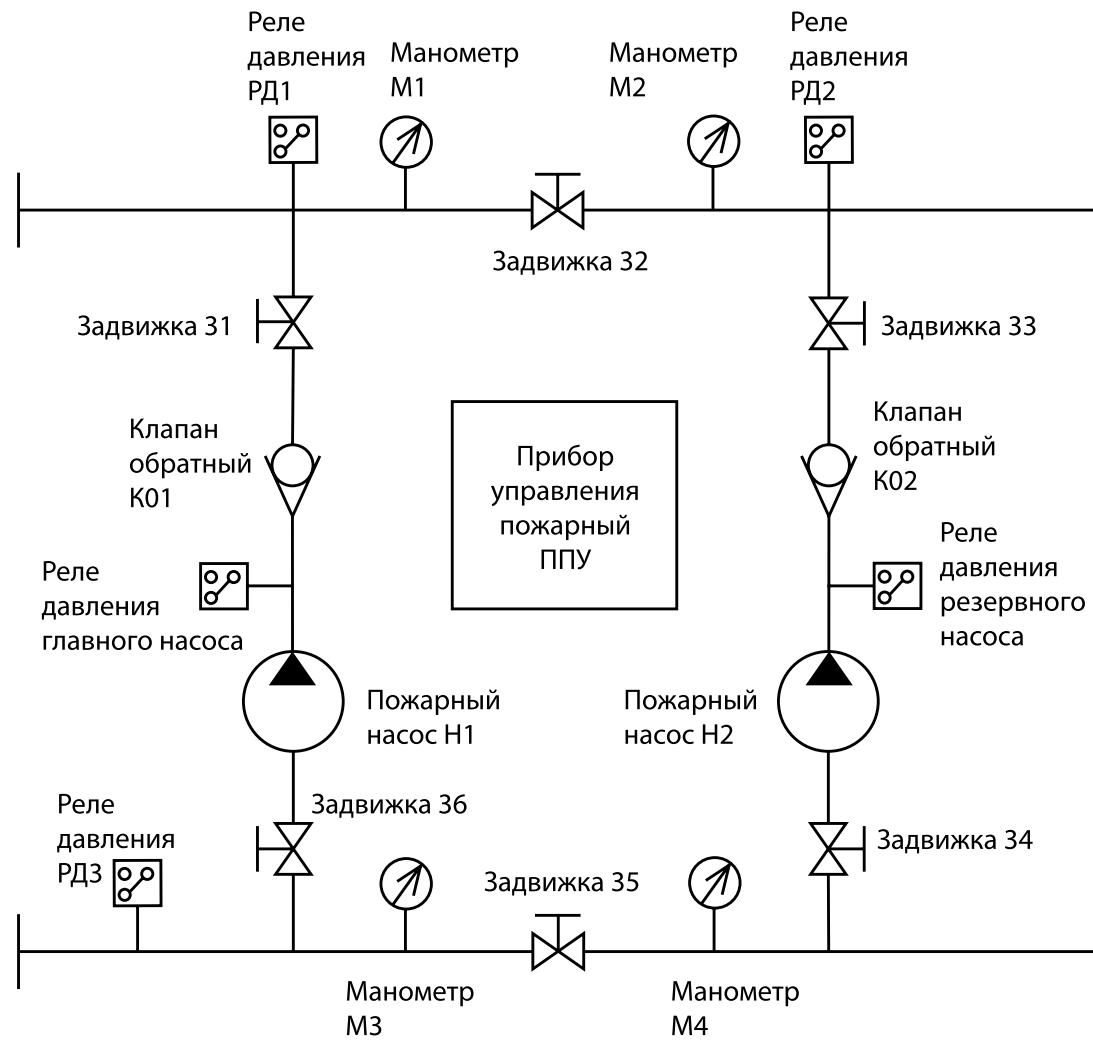 Реле
давления
РД1
Манометр
М1
Манометр
М2
Реле
давления
РД2
Задвижка 32
Задвижка 31
Задвижка 33
Клапан
обратный
К01
Прибор
управления
пожарный
ППУ
Клапан
обратный
К02
Реле
давления
главного насоса
Реле
давления
резервного
насоса
Пожарный
насос Н1
Пожарный
насос Н2
Реле
давления
РД3
Задвижка 36
Задвижка 35
Задвижка 34
Манометр
М3
Манометр
М4